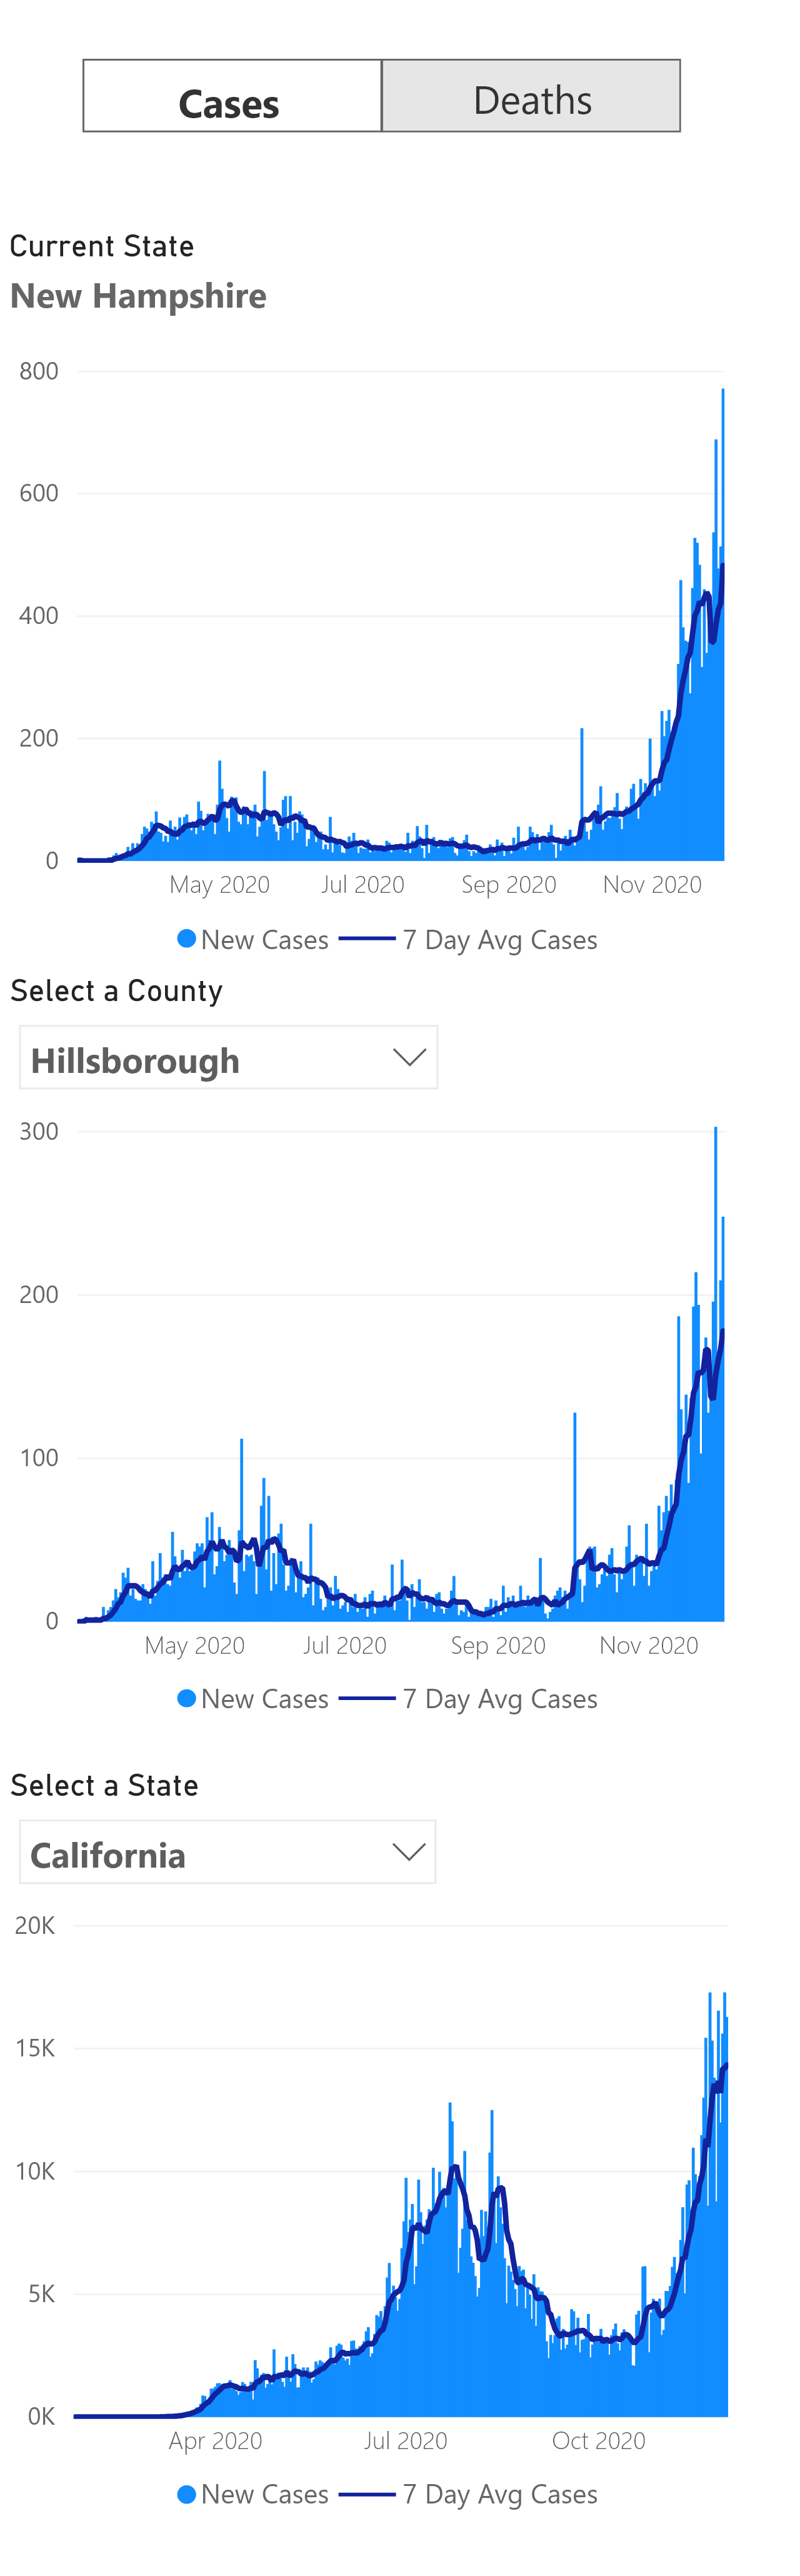 Cases Deaths
Current State
New Hampshire
800
600
400
200
0
May 2020 Jul 2020 Sep 2020 Nov 2020
New Cases 7 Day Avg Cases
Select a County
Hillsborough
300
200
100
0
May 2020 Jul 2020 Sep 2020 Nov 2020
New Cases 7 Day Avg Cases
Select a State
California
20K
15K
10K
5K
0K
Apr 2020 Jul 2020 Oct 2020
New Cases 7 Day Avg Cases